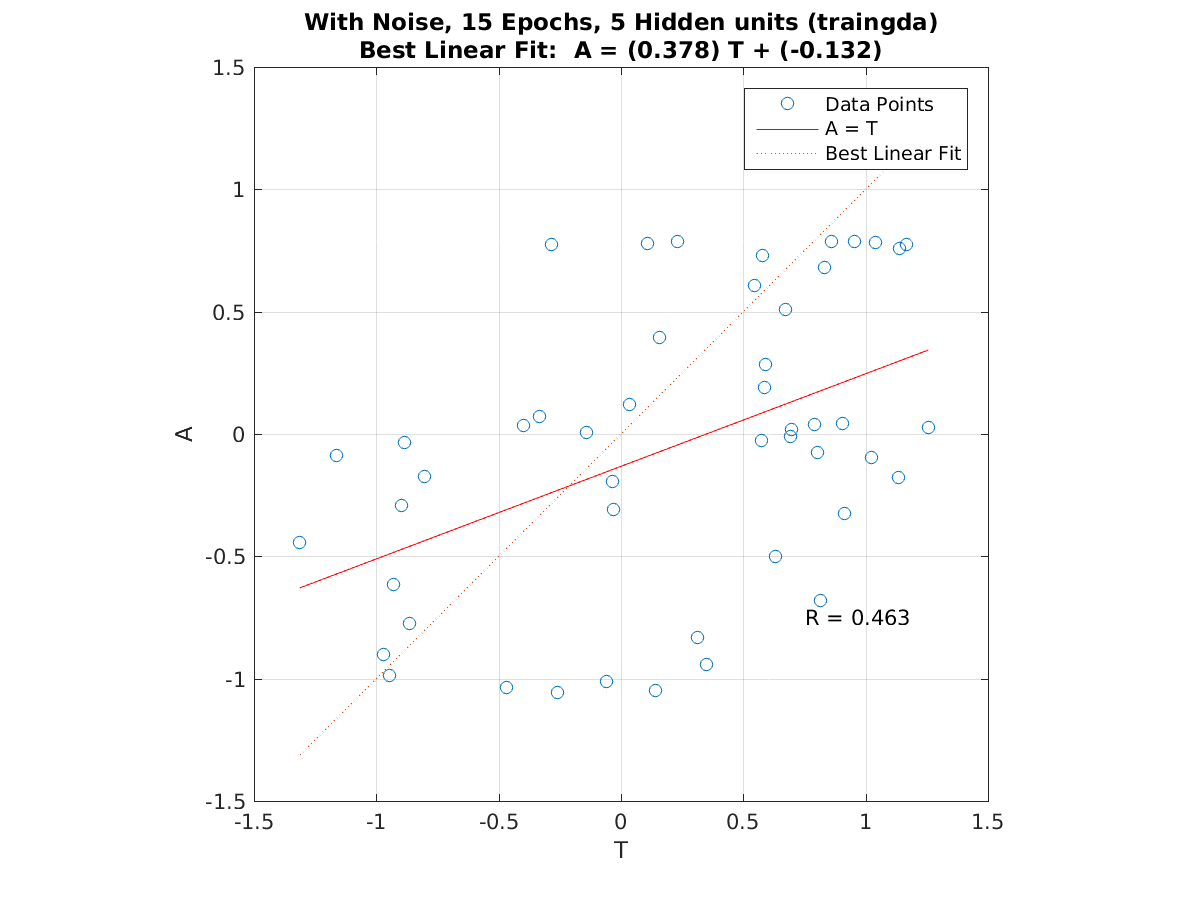 With Noise, 15 Epochs, 5 Hidden units (traingda)
Best Linear Fit:  A = (0.378) T + (-0.132)
1.5
Data Points
A = T
Best Linear Fit
1
0.5
A
0
-0.5
R = 0.463
-1
-1.5
-1.5 -1 -0.5 0 0.5 1 1.5
T